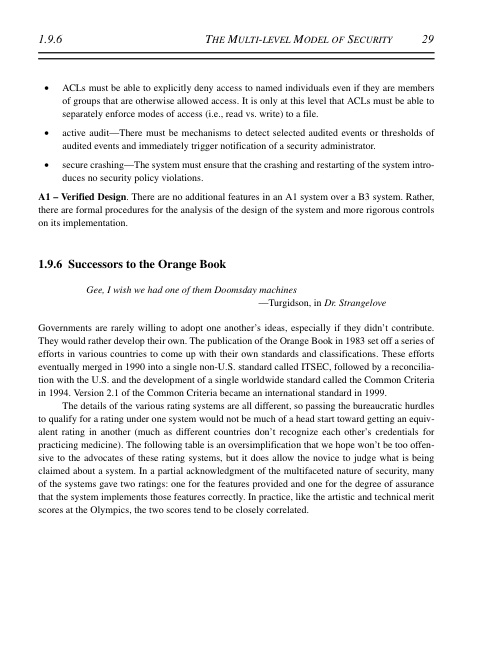 1.9.6 THE MULTI-LEVEL MODEL OF SECURITY 29
• ACLs must be able to explicitly deny access to named individuals even if they are members
of groups that are otherwise allowed access. It is only at this level that ACLs must be able to
separately enforce modes of access (i.e., read vs. write) to a file.
• active audit—There must be mechanisms to detect selected audited events or thresholds of
audited events and immediately trigger notification of a security administrator.
• secure crashing—The system must ensure that the crashing and restarting of the system intro-
duces no security policy violations.
A1 – Verified Design. There are no additional features in an A1 system over a B3 system. Rather,
there are formal procedures for the analysis of the design of the system and more rigorous controls
on its implementation.
1.9.6 Successors to the Orange Book
Gee, I wish we had one of them Doomsday machines
—Turgidson, in Dr. Strangelove
Governments are rarely willing to adopt one another’s ideas, especially if they didn’t contribute.
They would rather develop their own. The publication of the Orange Book in 1983 set off a series of
efforts in various countries to come up with their own standards and classifications. These efforts
eventually merged in 1990 into a single non-U.S. standard called ITSEC, followed by a reconcilia-
tion with the U.S. and the development of a single worldwide standard called the Common Criteria
in 1994. Version 2.1 of the Common Criteria became an international standard in 1999.
The details of the various rating systems are all different, so passing the bureaucratic hurdles
to qualify for a rating under one system would not be much of a head start toward getting an equiv-
alent rating in another (much as different countries don’t recognize each other’s credentials for
practicing medicine). The following table is an oversimplification that we hope won’t be too offen-
sive to the advocates of these rating systems, but it does allow the novice to judge what is being
claimed about a system. In a partial acknowledgment of the multifaceted nature of security, many
of the systems gave two ratings: one for the features provided and one for the degree of assurance
that the system implements those features correctly. In practice, like the artistic and technical merit
scores at the Olympics, the two scores tend to be closely correlated.